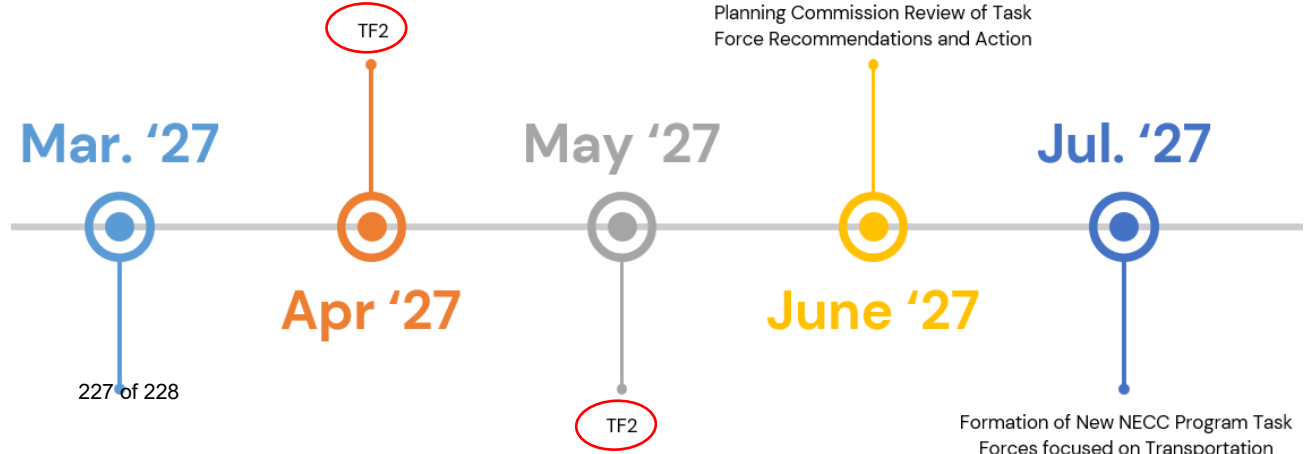 TF2
Planning Commission Review of Task
Force Recommendations and Action
Mar. ‘27
May ‘27
Jul. ‘27
Apr ‘27
June ‘27
227 of 228
TF2
Formation of New NECC Program Task
Forces focused on Transportation